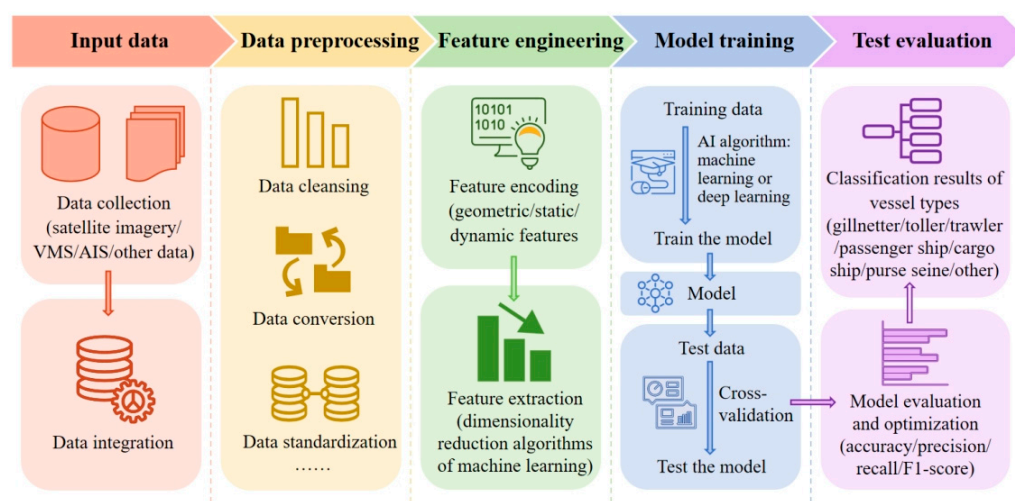 Input data
Data preprocessing
Feature engineering
Model training
Test evaluation
Data collection
(satellite imagery/
VMS/AIS/other data)
Data integration
Data cleansing
Data conversion
Data standardization
......
10101
1010
Feature encoding
(geometric/static/
dynamic features
Feature extraction
(dimensionality
reduction algorithms
of machine learning)
Training data
AI algorithm:
machine
learning or
deep learning
Train the model
Model
Test data
Cross-
validation
Test the model
Classification results of
vessel types
(gillnetter/toller/trawler
/passenger ship/cargo
ship/purse seine/other)
Model evaluation
and optimization
(accuracy/precision/
recall/F1-score)